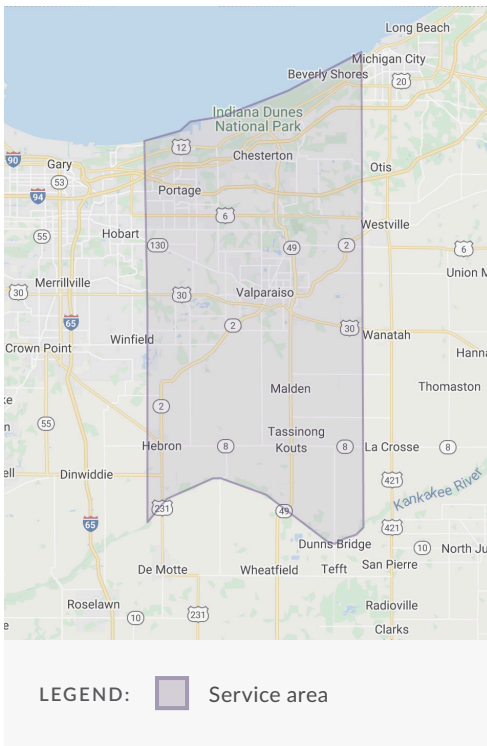 Long Beach
Michigan City
Beverly Shores
20
Indiana Dunes
National Park
12
90
Gary
Chesterton
53
Otis
94
Portage
6
Westville
55
Hobart
130
49
2
6
Union M
Merrillville
30
30
Valparaiso
65
2
30
Winfield
Wanatah
Crown Point
Hanna
Malden
Thomaston
ke
2
55
n
Tassinong
Hebron
8
Kouts
8
La Crosse
8
ell
Dinwiddie
421
Kankakee River
231
49
65
421
Dunns Bridge
10
North Ju
De Motte
Wheatfield
Tefft
San Pierre
Roselawn
10
231
Radioville
e
Clarks
LEGEND: Service area